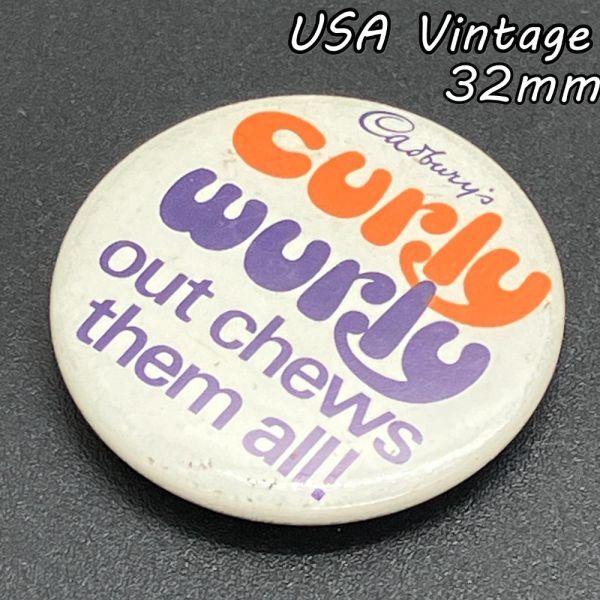 USA Vintage
32mm
Cadbury's
curly
wurly
out chews
them all!